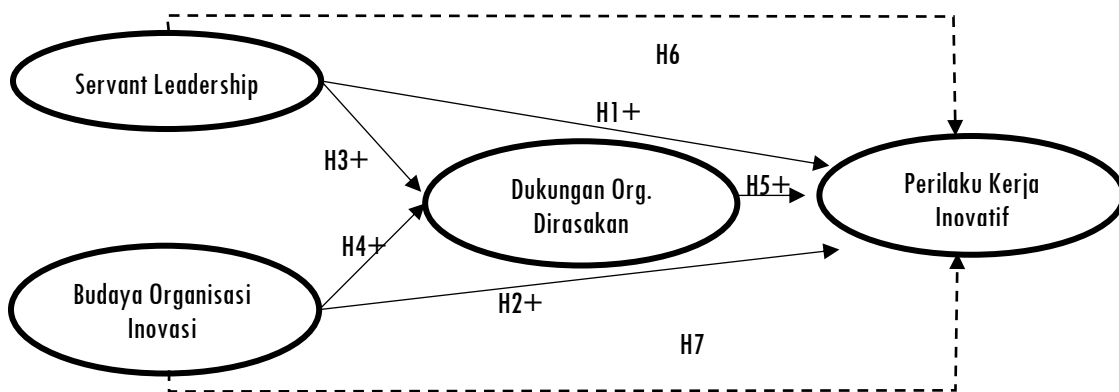 H6
Servant Leadership
H1+
H3+
Dukungan Org.
Dirasakan
H5+
Perilaku Kerja
Inovatif
H4+
Budaya Organisasi
Inovasi
H2+
H7